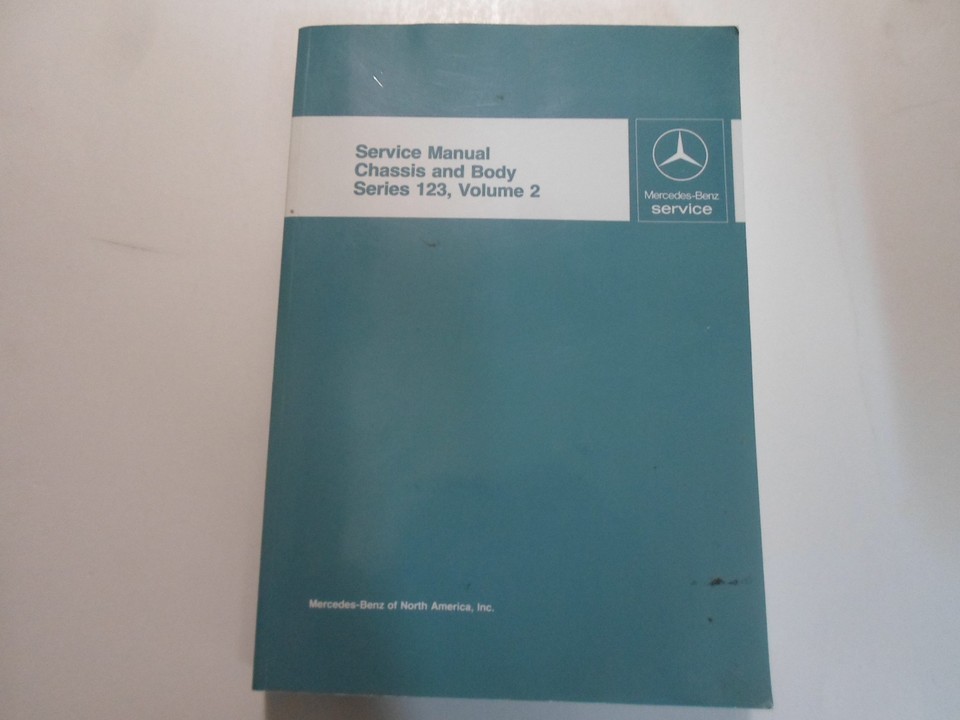 Service Manual
Chassis and Body
Series 123, Volume 2
Mercedes-Benz
service
Mercedes-Benz of North America, Inc.